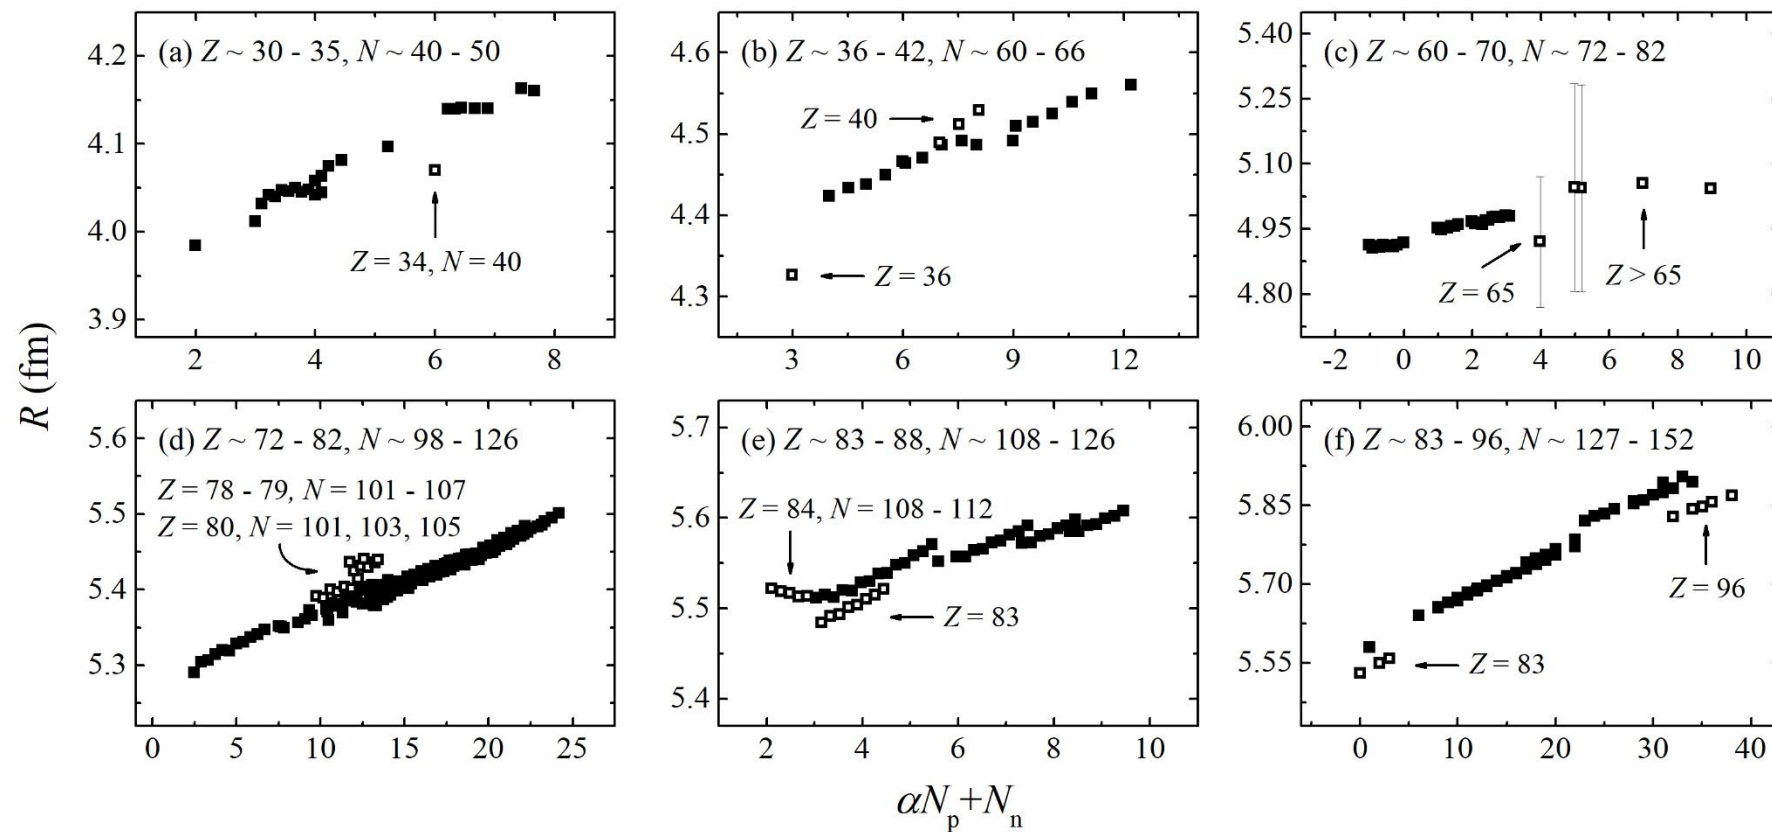 (a) Z ~ 30 - 35, N ~ 40 - 50
4.2
4.1
4.0
3.9
Z = 34, N = 40
2 4 6 8
(b) Z ~ 36 - 42, N ~ 60 - 66
4.6
4.5
4.4
4.3
Z = 40
Z = 36
3 6 9 12
(c) Z ~ 60 - 70, N ~ 72 - 82
5.40
5.25
5.10
4.95
4.80
Z = 65
Z > 65
-2 0 2 4 6 8 10
R (fm)
(d) Z ~ 72 - 82, N ~ 98 - 126
Z = 78 - 79, N = 101 - 107
Z = 80, N = 101, 103, 105
5.6
5.5
5.4
5.3
0 5 10 15 20 25
(e) Z ~ 83 - 88, N ~ 108 - 126
5.7
5.6
5.5
5.4
Z = 84, N = 108 - 112
Z = 83
2 4 6 8 10
(f) Z ~ 83 - 96, N ~ 127 - 152
6.00
5.85
5.70
5.55
Z = 96
Z = 83
0 10 20 30 40
αNp+Nn